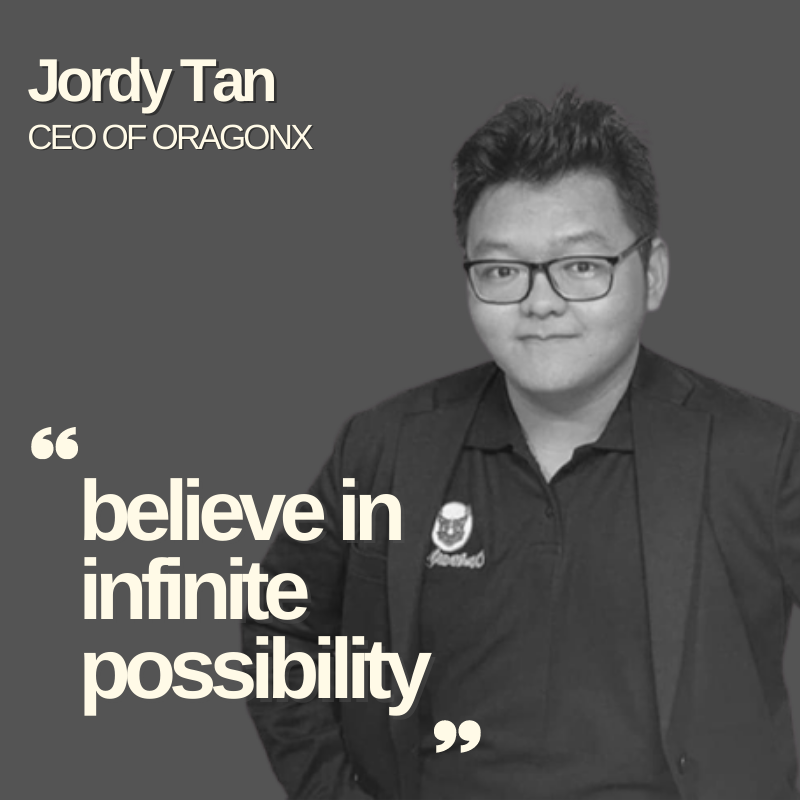 Jordy Tan
CEO OF ORAGONX
“
believe in
infinite
possibility
”